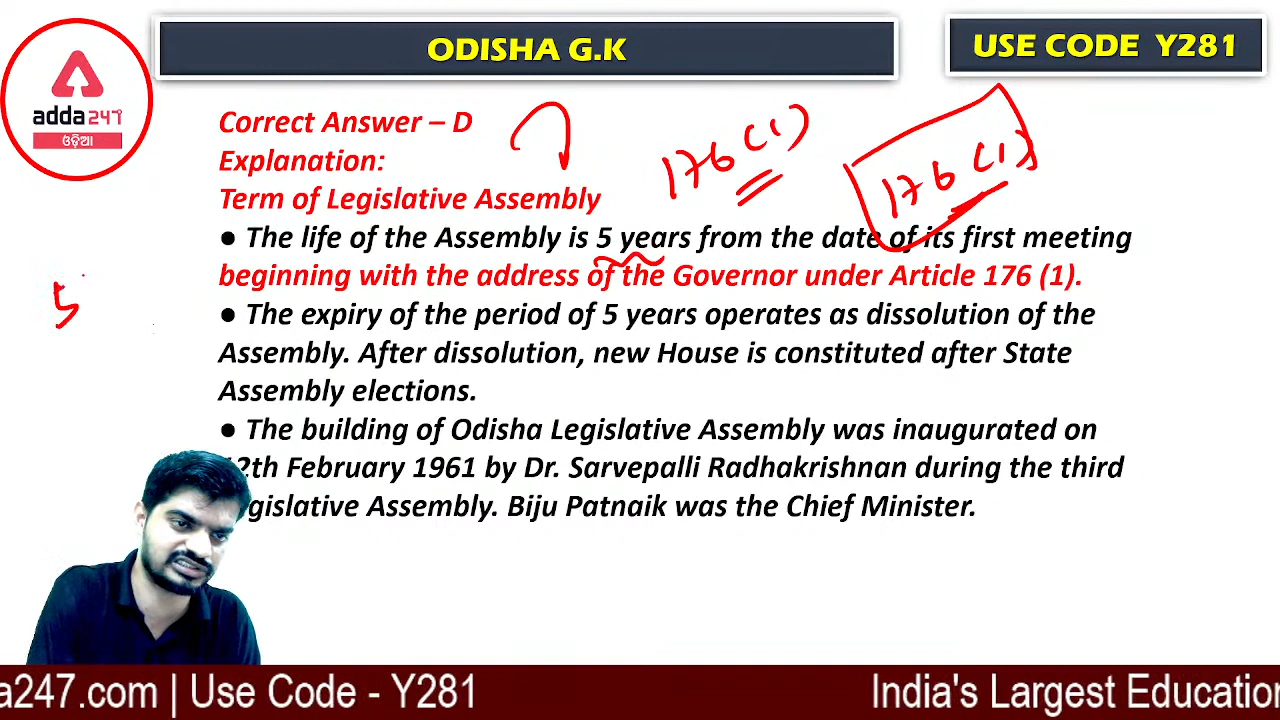 ODISHA G.K
USE CODE Y281
adda247
ଓଡ଼ିଆ
Correct Answer – D
Explanation:
Term of Legislative Assembly
176 (1)
176 (1)
● The life of the Assembly is 5 years from the date of its first meeting
beginning with the address of the Governor under Article 176 (1).
5
● The expiry of the period of 5 years operates as dissolution of the
Assembly. After dissolution, new House is constituted after State
Assembly elections.
● The building of Odisha Legislative Assembly was inaugurated on
2th February 1961 by Dr. Sarvepalli Radhakrishnan during the third
gislative Assembly. Biju Patnaik was the Chief Minister.
a247.com | Use Code - Y281
India's Largest Education